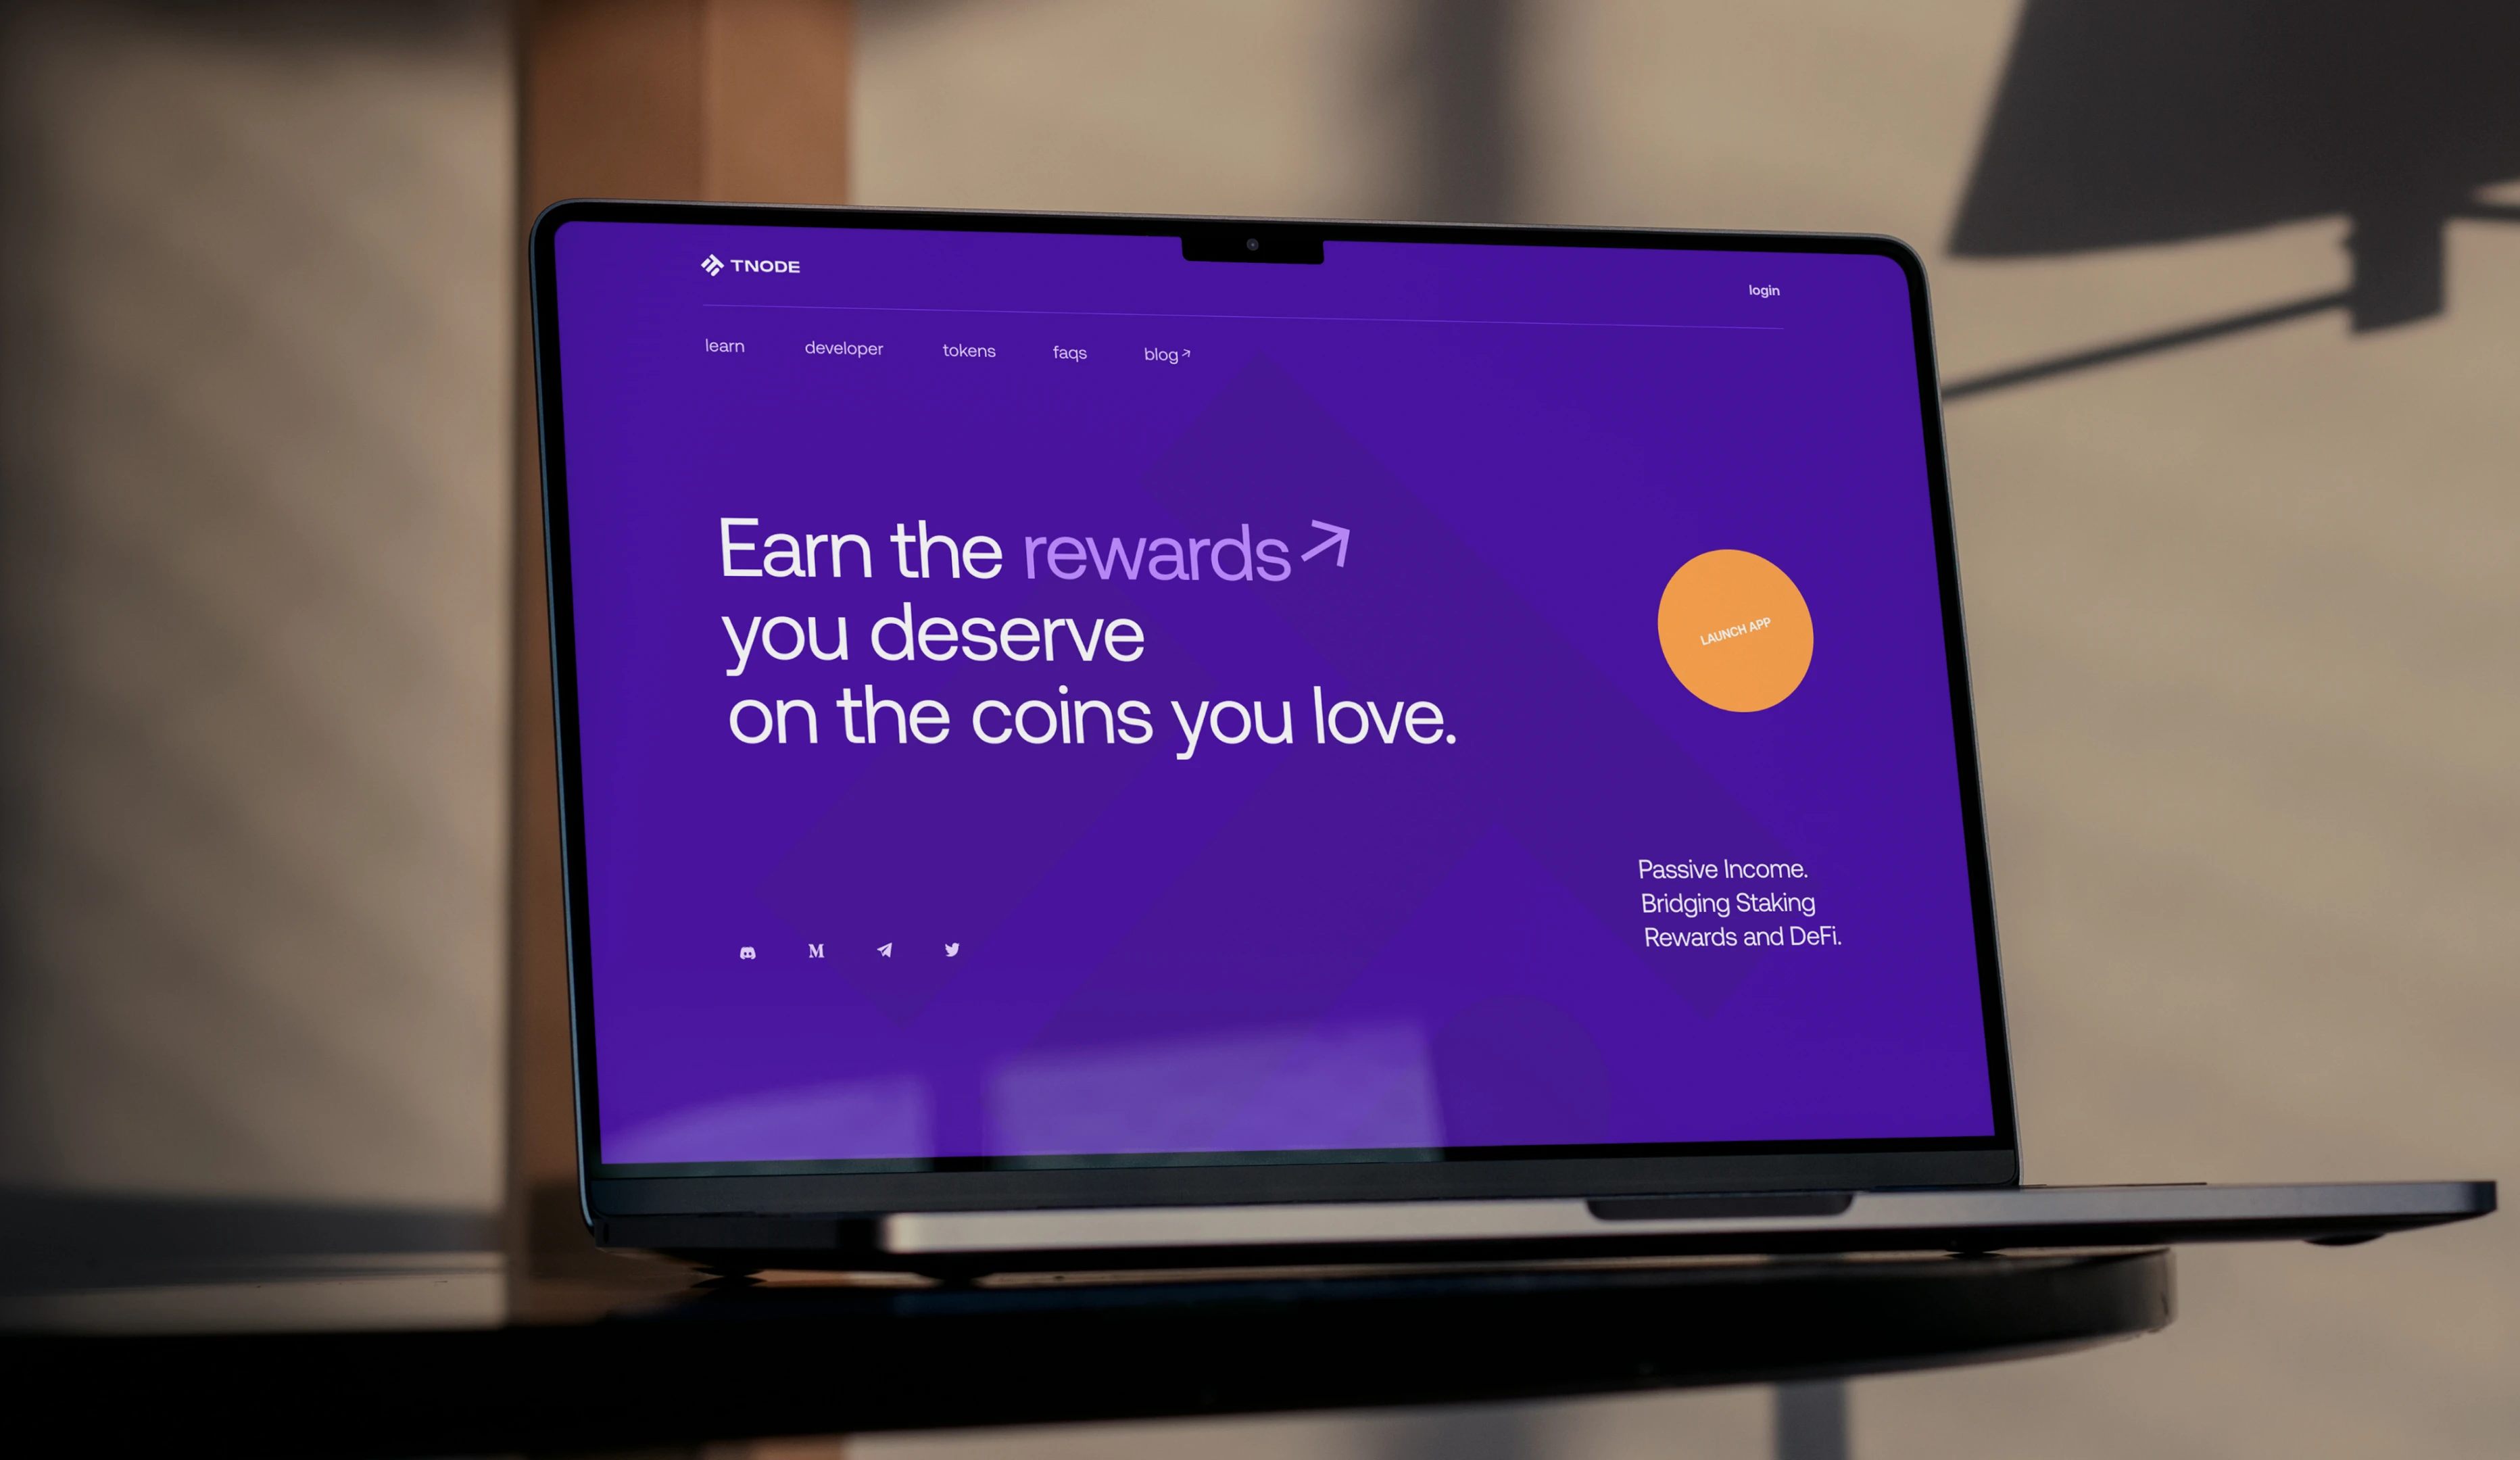 TNODE
login
learn developer tokens faqs blog↗
Earn the rewards↗
you deserve
on the coins you love.
LAUNCH APP
Passive Income.
Bridging Staking
Rewards and DeFi.
M